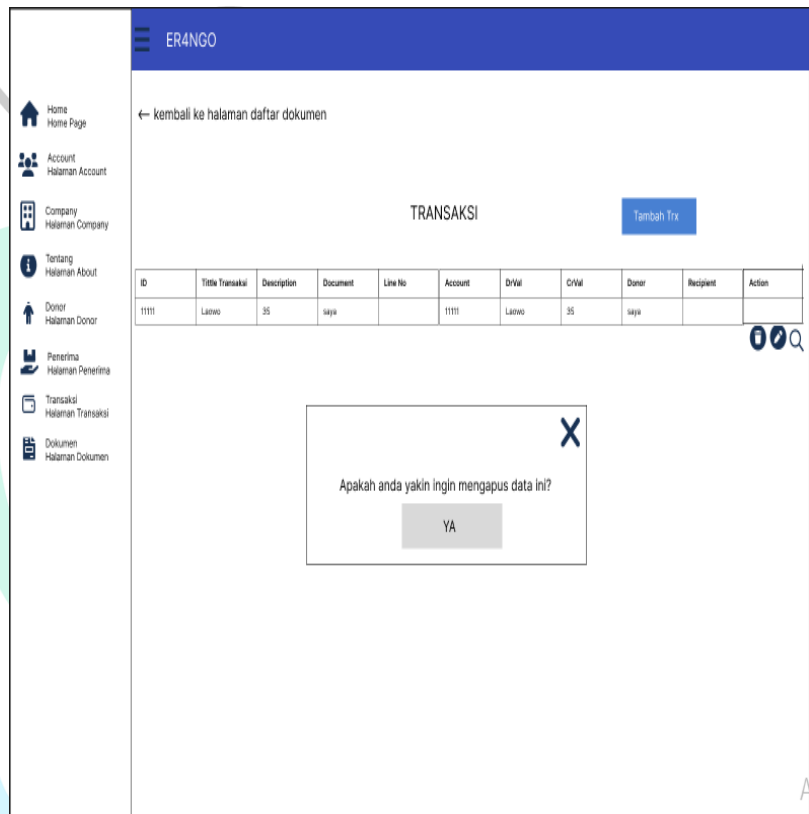 ER4NGO
Home
Home Page
Account
Halaman Account
Company
Halaman Company
Tentang
Halaman About
Donor
Halaman Donor
Penerima
Halaman Penerima
Transaksi
Halaman Transaksi
Dokumen
Halaman Dokumen
← kembali ke halaman daftar dokumen
TRANSAKSI
Tambah Trx
ID Tittle Transaksi Description Document Line No Account DrVal CrVal Donor Recipient Action
11111 Laowo 35 saya 11111 Laowo 35 saya
X
Apakah anda yakin ingin mengapus data ini?
YA